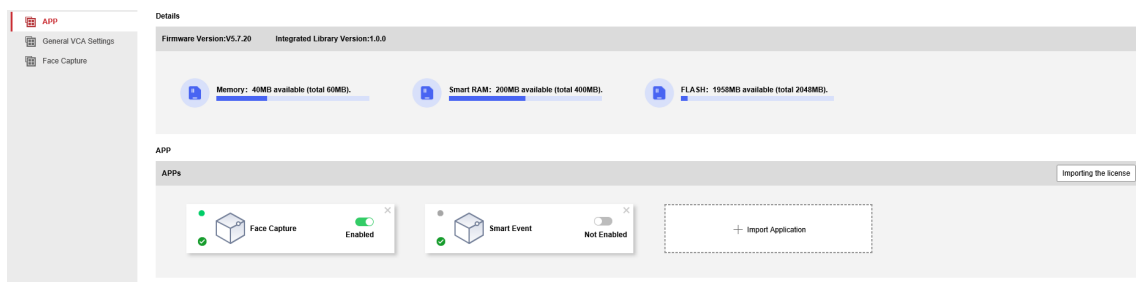 APP
General VCA Settings
Face Capture
Details
Firmware Version:V5.7.20 Integrated Library Version:1.0.0
Memory: 40MB available (total 60MB). Smart RAM: 200MB available (total 400MB). FLASH: 1958MB available (total 2048MB).
APP
APPs Importing the license
Face Capture Enabled
Smart Event Not Enabled
+ Import Application